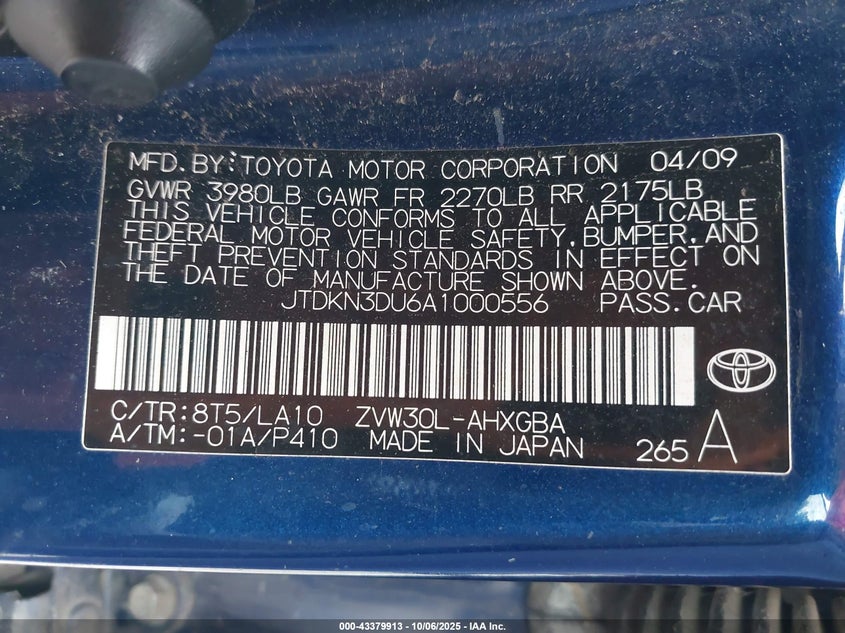 MFD.BY:TOYOTA MOTOR CORPORATION 04/09
GVWR 3980LB GAWR FR 2270LB RR 2175LB
THIS VEHICLE CONFORMS TO ALL APPLICABLE
FEDERAL MOTOR VEHICLE SAFETY,BUMPER,AND
THEFT PREVENTION STANDARDS IN EFFECT ON
THE DATE OF MANUFACTURE SHOWN ABOVE.
JTDKN3DU6A1000556 PASS.CAR
C/TR:8T5/LA10 ZVW30L-AHXGBA
A/TM:-01A/P410 MADE IN JAPAN 265 A
000-43379913 - 10/06/2025 - IAA Inc.